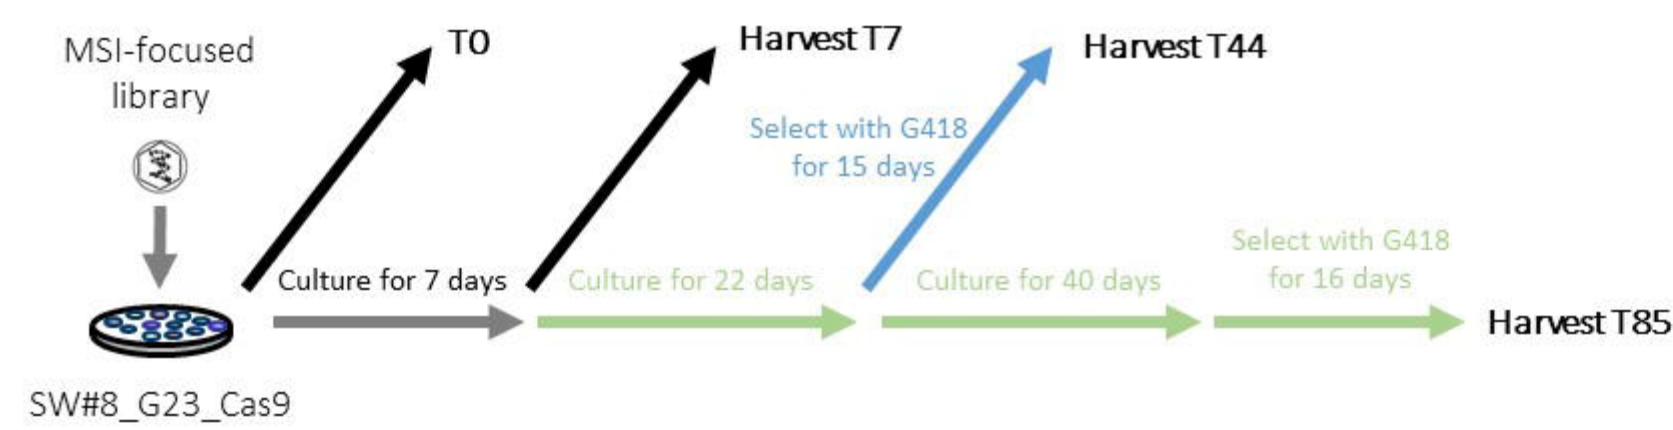 MSI-focused
library
T0
Harvest T7
Harvest T44
Select with G418
for 15 days
Culture for 7 days
Culture for 22 days
Culture for 40 days
Select with G418
for 16 days
Harvest T85
SW#8_G23_Cas9